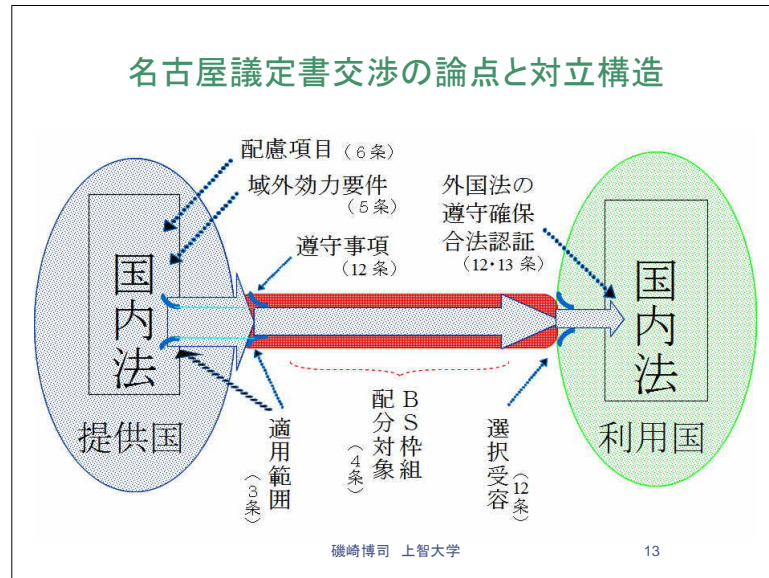 名古屋議定書交渉の論点と対立構造
配慮項目（６条）
域外効力要件
（５条）
遵守事項
（12 条）
外国法の
遵守確保
合法認証
（12・13 条）
国内法
提供国
国内法
利用国
適用範囲
（３条）
ＢＳ枠組
配分対象
（４条）
選択受容
（12条）
磯崎博司 上智大学
13